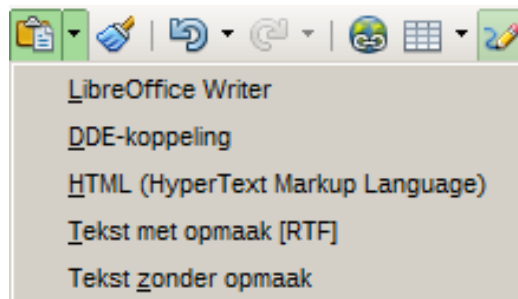 LibreOffice Writer
DDE-koppeling
HTML (HyperText Markup Language)
Tekst met opmaak [RTF]
Tekst zonder opmaak